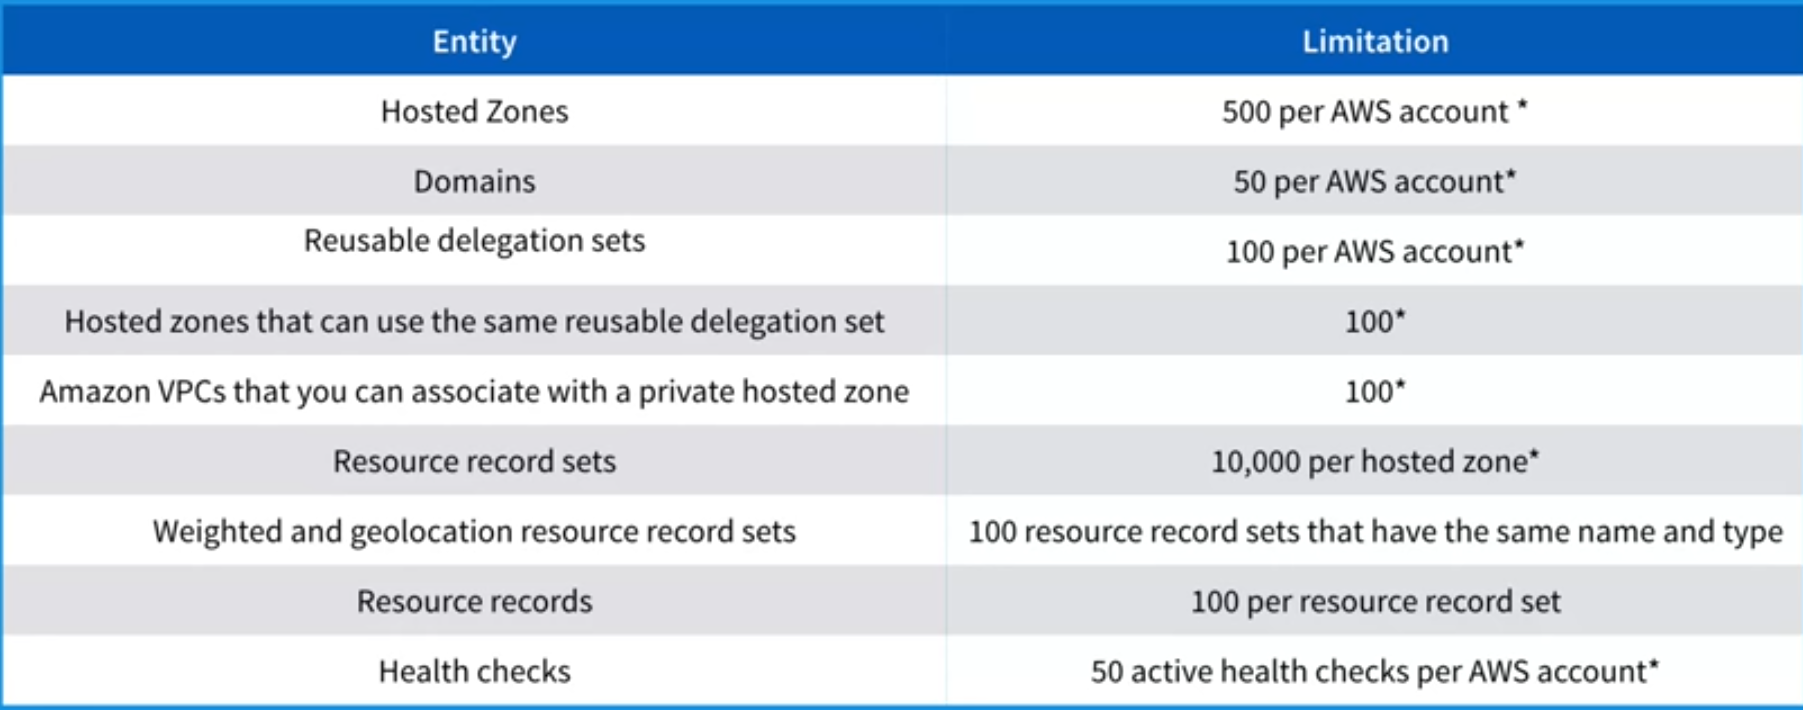 Entity Limitation
Hosted Zones 500 per AWS account *
Domains 50 per AWS account*
Reusable delegation sets 100 per AWS account*
Hosted zones that can use the same reusable delegation set 100*
Amazon VPCs that you can associate with a private hosted zone 100*
Resource record sets 10,000 per hosted zone*
Weighted and geolocation resource record sets 100 resource record sets that have the same name and type
Resource records 100 per resource record set
Health checks 50 active health checks per AWS account*